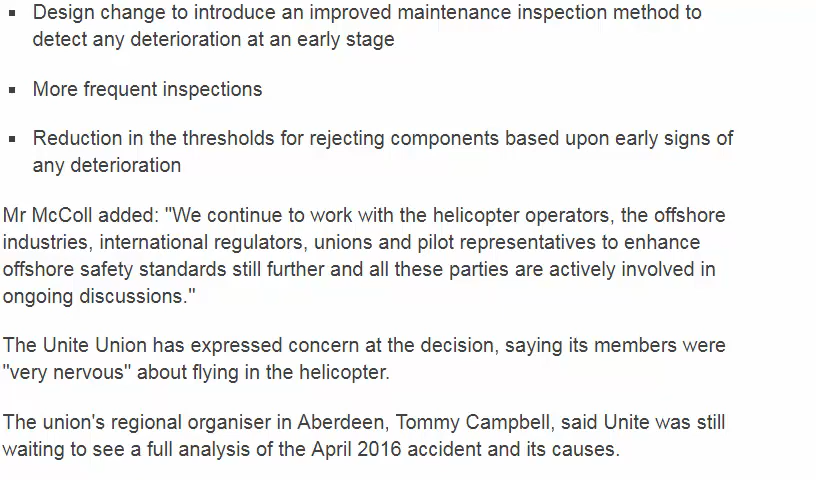 ▪ Design change to introduce an improved maintenance inspection method to
detect any deterioration at an early stage
▪ More frequent inspections
▪ Reduction in the thresholds for rejecting components based upon early signs of
any deterioration
Mr McColl added: "We continue to work with the helicopter operators, the offshore
industries, international regulators, unions and pilot representatives to enhance
offshore safety standards still further and all these parties are actively involved in
ongoing discussions."
The Unite Union has expressed concern at the decision, saying its members were
"very nervous" about flying in the helicopter.
The union's regional organiser in Aberdeen, Tommy Campbell, said Unite was still
waiting to see a full analysis of the April 2016 accident and its causes.